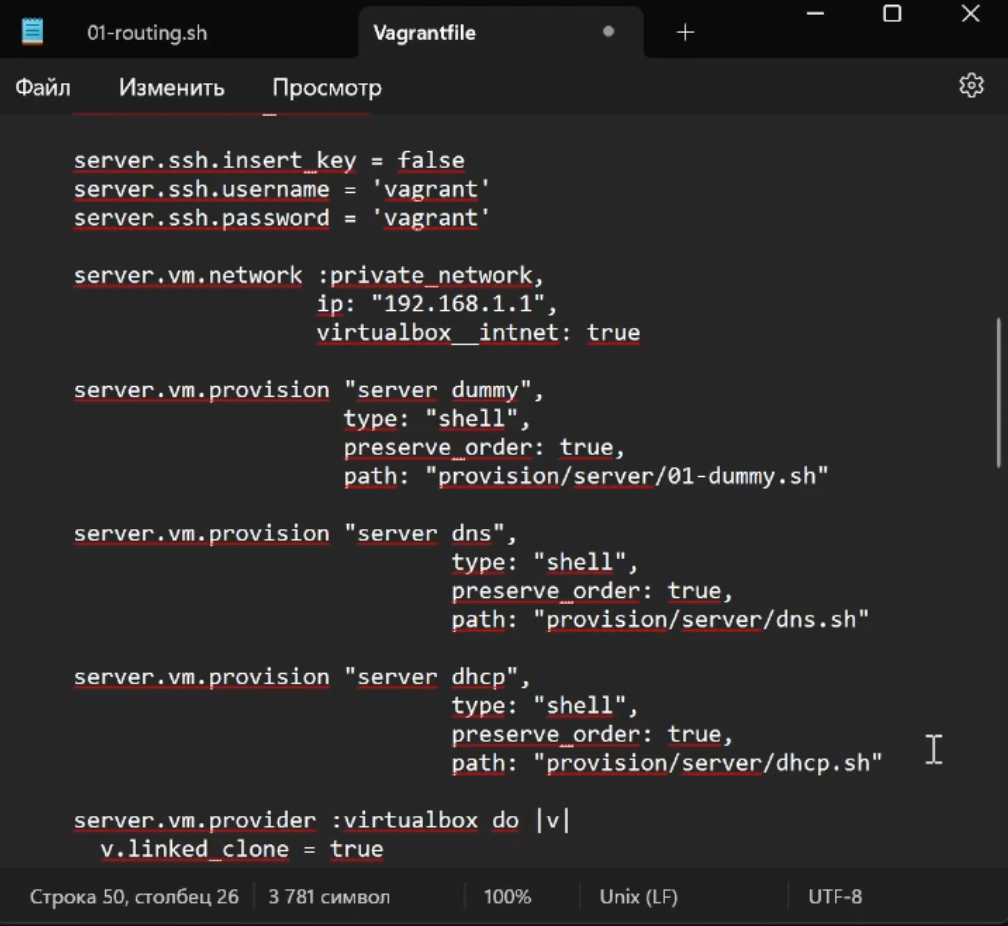 01-routing.sh
Vagrantfile
Файл Изменить Просмотр
server.ssh.insert_key = false
server.ssh.username = 'vagrant'
server.ssh.password = 'vagrant'
server.vm.network :private_network,
ip: "192.168.1.1",
virtualbox__intnet: true
server.vm.provision "server dummy",
type: "shell",
preserve_order: true,
path: "provision/server/01-dummy.sh"
server.vm.provision "server dns",
type: "shell",
preserve_order: true,
path: "provision/server/dns.sh"
server.vm.provision "server dhcp",
type: "shell",
preserve_order: true,
path: "provision/server/dhcp.sh"
server.vm.provider :virtualbox do |v|
v.linked_clone = true
Строка 50, столбец 26 3 781 символ 100% Unix (LF) UTF-8